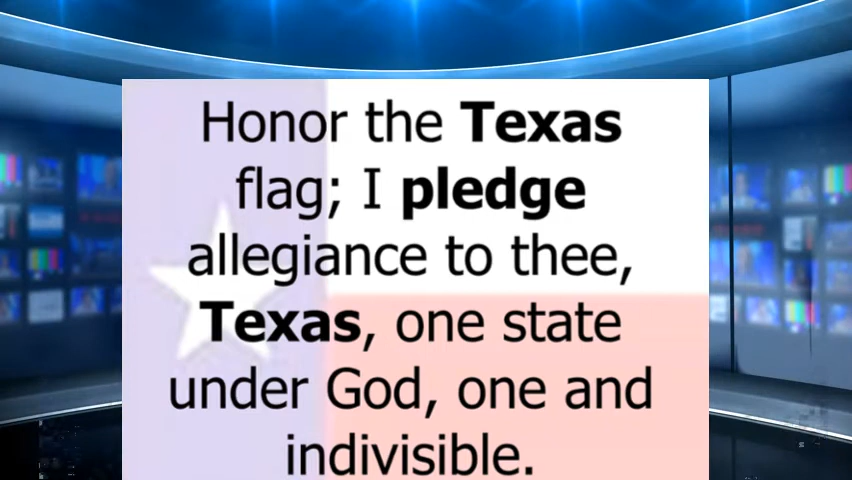 Honor the Texas
flag; I pledge
allegiance to thee,
Texas, one state
under God, one and
indivisible.